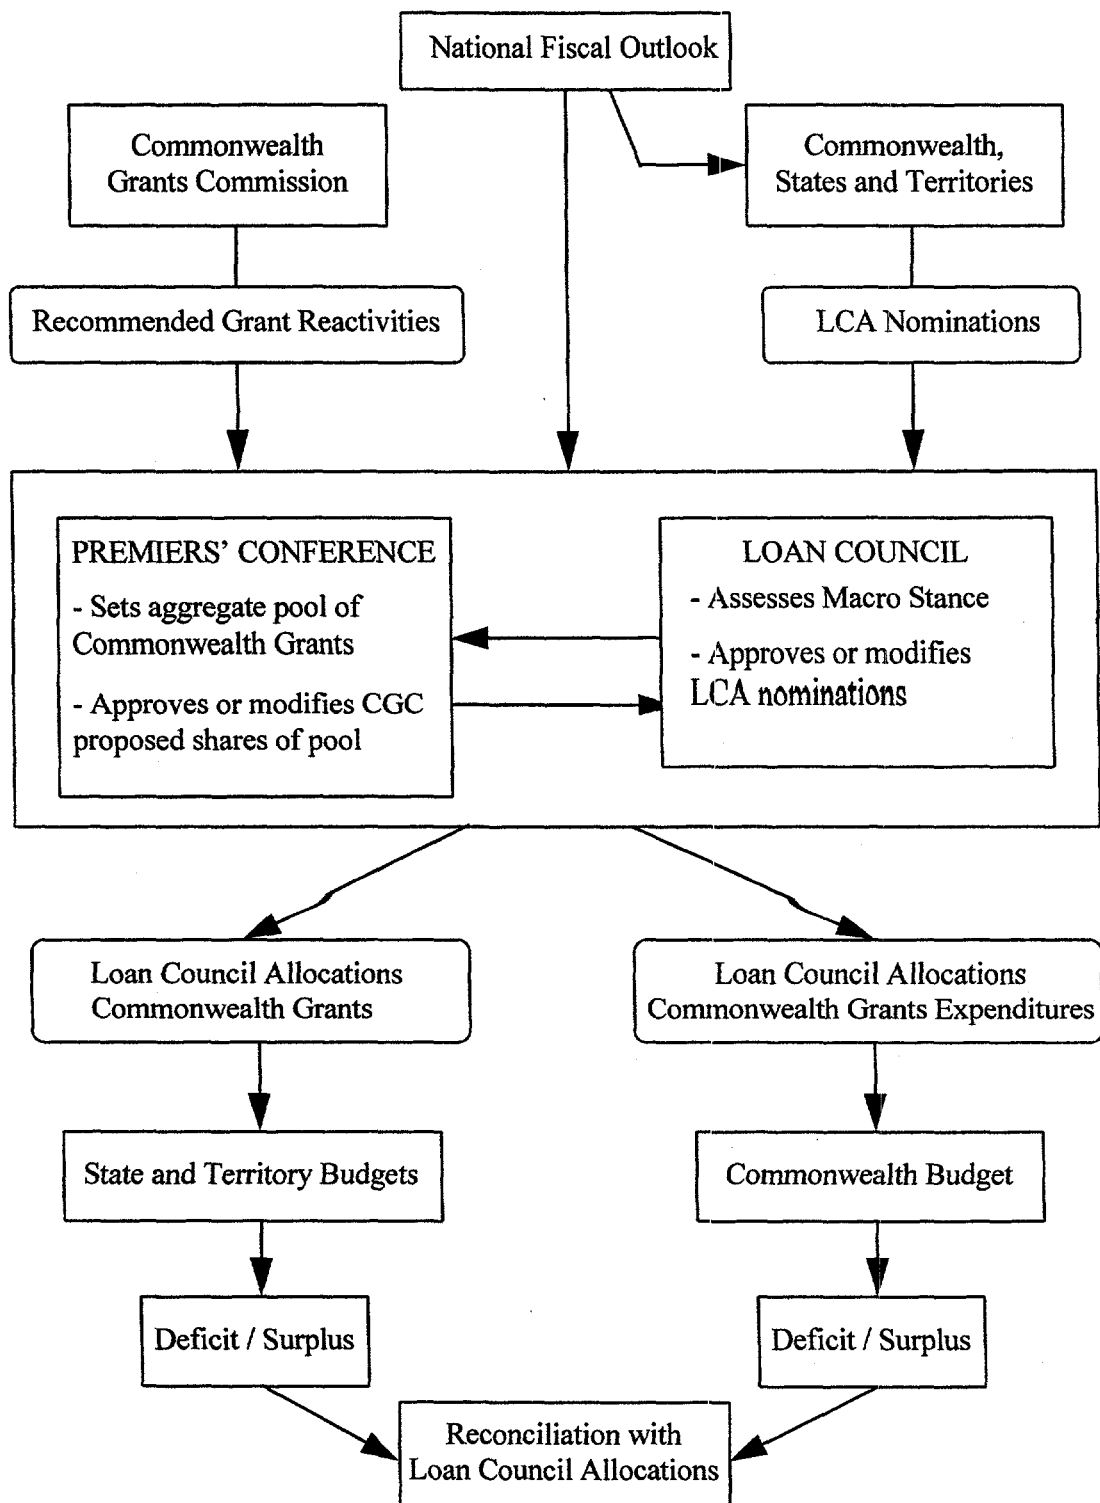 National Fiscal Outlook
Commonwealth
Grants Commission
Commonwealth,
States and Territories
Recommended Grant Reactivities
LCA Nominations
PREMIERS' CONFERENCE
- Sets aggregate pool of
Commonwealth Grants
- Approves or modifies CGC
proposed shares of pool
LOAN COUNCIL
- Assesses Macro Stance
- Approves or modifies
LCA nominations
Loan Council Allocations
Commonwealth Grants
Loan Council Allocations
Commonwealth Grants Expenditures
State and Territory Budgets
Commonwealth Budget
Deficit / Surplus
Deficit / Surplus
Reconciliation with
Loan Council Allocations